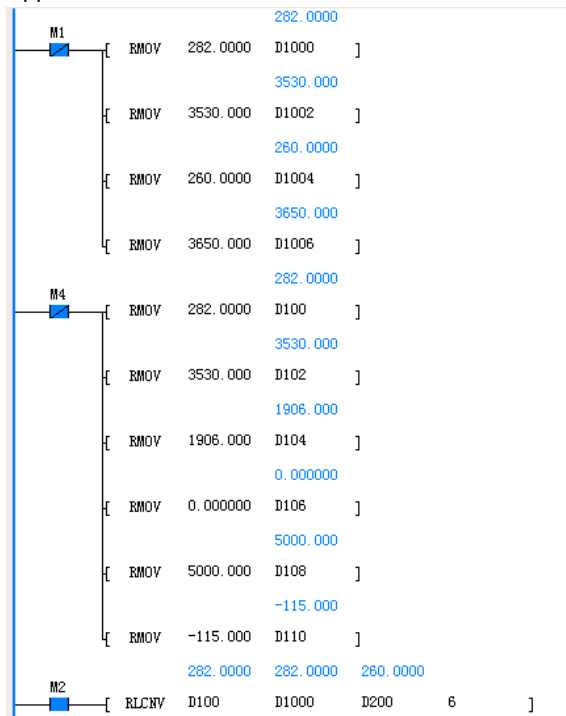 282.0000
M1
[ RMOV 282.0000 D1000 ]
3530.000
[ RMOV 3530.000 D1002 ]
260.0000
[ RMOV 260.0000 D1004 ]
3650.000
[ RMOV 3650.000 D1006 ]
282.0000
M4
[ RMOV 282.0000 D100 ]
3530.000
[ RMOV 3530.000 D102 ]
1906.000
[ RMOV 1906.000 D104 ]
0.000000
[ RMOV 0.000000 D106 ]
5000.000
[ RMOV 5000.000 D108 ]
-115.000
[ RMOV -115.000 D110 ]
282.0000 282.0000 260.0000
M2
[ RLCNV D100 D1000 D200 6 ]